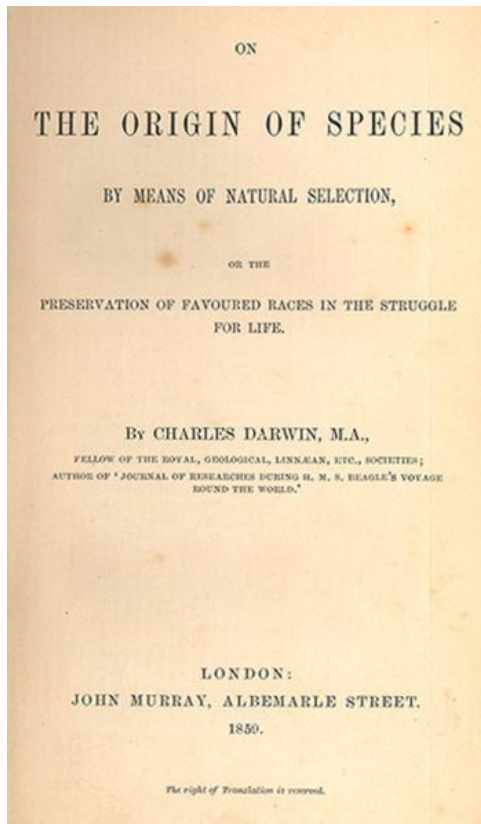 ON
THE ORIGIN OF SPECIES
BY MEANS OF NATURAL SELECTION,
OR THE
PRESERVATION OF FAVOURED RACES IN THE STRUGGLE
FOR LIFE.
BY CHARLES DARWIN, M.A.,
FELLOW OF THE ROYAL, GEOLOGICAL, LINNÆAN, ETC., SOCIETIES;
AUTHOR OF ‘JOURNAL OF RESEARCHES DURING H. M. S. BEAGLE'S VOYAGE
ROUND THE WORLD.’
LONDON:
JOHN MURRAY, ALBEMARLE STREET.
1859.
The right of Translation is reserved.